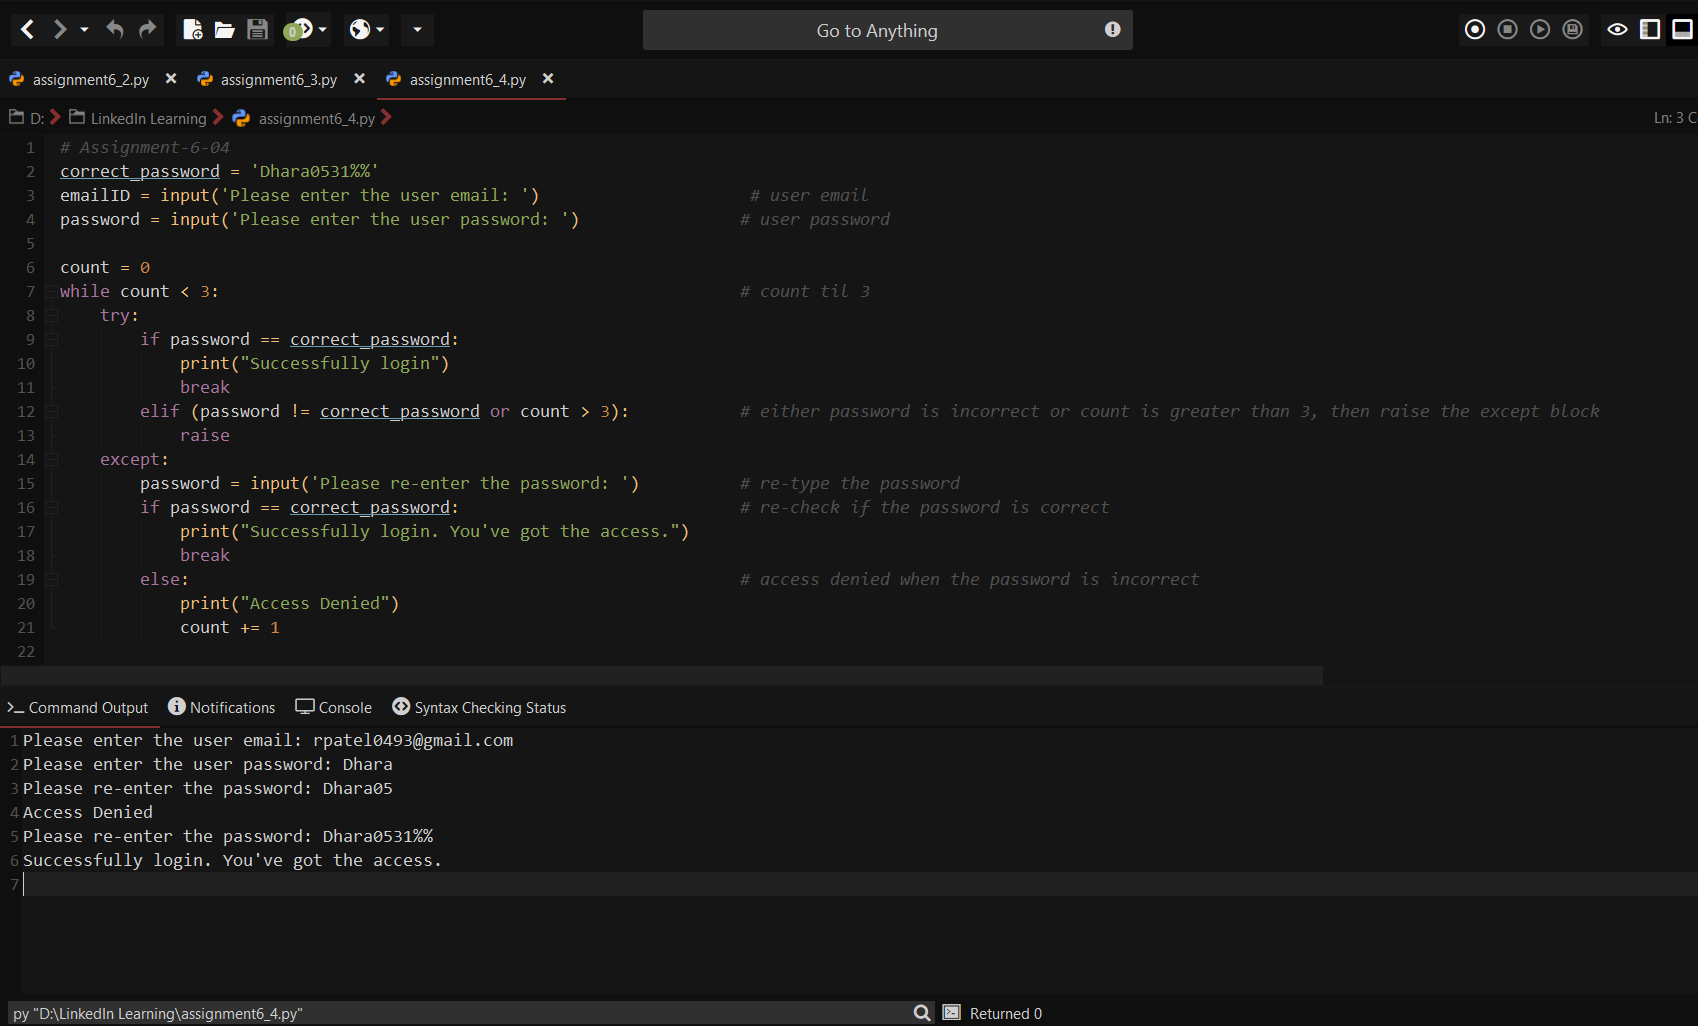 Go to Anything
assignment6_2.py assignment6_3.py assignment6_4.py
D: LinkedIn Learning assignment6_4.py Ln: 3 C
1 # Assignment-6-04
2 correct_password = 'Dhara0531%%'
3 emailID = input('Please enter the user email: ') # user email
4 password = input('Please enter the user password: ') # user password
5
6 count = 0
7 while count < 3: # count til 3
8 try:
9 if password == correct_password:
10 print("Successfully login")
11 break
12 elif (password != correct_password or count > 3): # either password is incorrect or count is greater than 3, then raise the except block
13 raise
14 except:
15 password = input('Please re-enter the password: ') # re-type the password
16 if password == correct_password: # re-check if the password is correct
17 print("Successfully login. You've got the access.")
18 break
19 else: # access denied when the password is incorrect
20 print("Access Denied")
21 count += 1
22
Command Output Notifications Console Syntax Checking Status
1 Please enter the user email: rpatel0493@gmail.com
2 Please enter the user password: Dhara
3 Please re-enter the password: Dhara05
4 Access Denied
5 Please re-enter the password: Dhara0531%%
6 Successfully login. You've got the access.
7
py "D:\LinkedIn Learning\assignment6_4.py" Returned 0